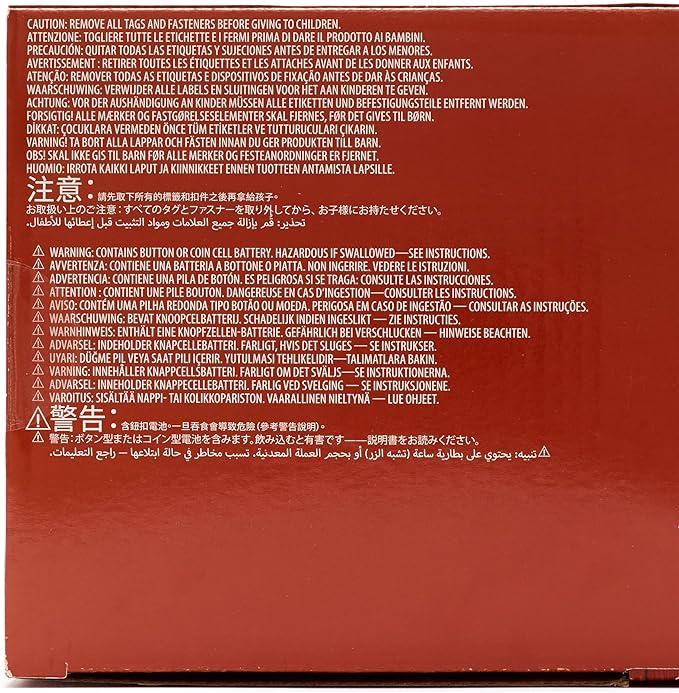 CAUTION: REMOVE ALL TAGS AND FASTENERS BEFORE GIVING TO CHILDREN.
ATTENZIONE: TOGLIERE TUTTE LE ETICHETTE E I FERMI PRIMA DI DARE IL PRODOTTO AI BAMBINI.
PRECAUCIÓN: QUITAR TODAS LAS ETIQUETAS Y SUJECIONES ANTES DE ENTREGAR A LOS MENORES.
AVERTISSEMENT : RETIRER TOUTES LES ÉTIQUETTES ET LES ATTACHES AVANT DE LES DONNER AUX ENFANTS.
ATENÇÃO: REMOVER TODAS AS ETIQUETAS E DISPOSITIVOS DE FIXAÇÃO ANTES DE DAR ÀS CRIANÇAS.
WAARSCHUWING: VERWIJDER ALLE LABELS EN SLUITINGEN VOOR HET AAN KINDEREN TE GEVEN.
ACHTUNG: VOR DER AUSHÄNDIGUNG AN KINDER MÜSSEN ALLE ETIKETTEN UND BEFESTIGUNGSTEILE ENTFERNT WERDEN.
FORSIGTIG! ALLE MÆRKER OG FASTGØRELSESELEMENTER SKAL FJERNES, FØR DET GIVES TIL BØRN.
DİKKAT: ÇOCUKLARA VERMEDEN ÖNCE TÜM ETİKETLER VE TUTTURUCULARI ÇIKARIN.
VARNING! TA BORT ALLA LAPPAR OCH FÄSTEN INNAN DU GER PRODUKTEN TILL BARN.
OBS! SKAL IKKE GIS TIL BARN FØR ALLE MERKER OG FESTEANORDNINGER ER FJERNET.
HUOMIO: IRROTA KAIKKI LAPUT JA KIINNIKKEET ENNEN TUOTTEEN ANTAMISTA LAPSILLE.
注意：請先取下所有的標籤和扣件之後再拿給孩子。
お取扱い上のご注意：すべてのタグとファスナーを取り外してから、お子様にお持たせください。
تحذير: قُم بإزالة جميع العلامات ومواد التثبيت قبل إعطائها للأطفال.
⚠ WARNING: CONTAINS BUTTON OR COIN CELL BATTERY. HAZARDOUS IF SWALLOWED—SEE INSTRUCTIONS.
⚠ AVVERTENZA: CONTIENE UNA BATTERIA A BOTTONE O PIATTA. NON INGERIRE. VEDERE LE ISTRUZIONI.
⚠ ADVERTENCIA: CONTIENE UNA PILA DE BOTÓN. ES PELIGROSA SI SE TRAGA: CONSULTE LAS INSTRUCCIONES.
⚠ ATTENTION : CONTIENT UNE PILE BOUTON. DANGEREUSE EN CAS D'INGESTION—CONSULTER LES INSTRUCTIONS.
⚠ AVISO: CONTÉM UMA PILHA REDONDA TIPO BOTÃO OU MOEDA. PERIGOSA EM CASO DE INGESTÃO — CONSULTAR AS INSTRUÇÕES.
⚠ WAARSCHUWING: BEVAT KNOOPCELBATTERIJ. SCHADELIJK INDIEN INGESLIKT — ZIE INSTRUCTIES.
⚠ WARNHINWEIS: ENTHÄLT EINE KNOPFZELLEN-BATTERIE. GEFÄHRLICH BEI VERSCHLUCKEN — HINWEISE BEACHTEN.
⚠ ADVARSEL: INDEHOLDER KNAPCELLEBATTERI. FARLIGT, HVIS DET SLUGES — SE INSTRUKSER.
⚠ UYARI: DÜĞME PİL VEYA SAAT PİLİ İÇERİR. YUTULMASI TEHLİKELİDİR—TALIMATLARA BAKIN.
⚠ VARNING: INNEHÅLLER KNAPPCELLSBATTERI. FARLIGT OM DET SVÄLJS— SE INSTRUKTIONERNA.
⚠ ADVARSEL: INNEHOLDER KNAPPECELLEBATTERI. FARLIG VED SVELGING — SE INSTRUKSJONENE.
⚠ VAROITUS: SISÄLTÄÄ NAPPI- TAI KOLIKKOPARISTON. VAARALLINEN NIELTYNÄ — LUE OHJEET.
⚠警告：含鈕扣電池。一旦吞食會導致危險（參考警告說明）。
⚠ 警告：ボタン型またはコイン型電池を含みます。飲み込むと有害です——説明書をお読みください。
⚠ تنبيه: يحتوي على بطارية ساعة (تشبه الزر) أو بحجم العملة المعدنية. تسبب مخاطر في حالة ابتلاعها – راجع التعليمات.